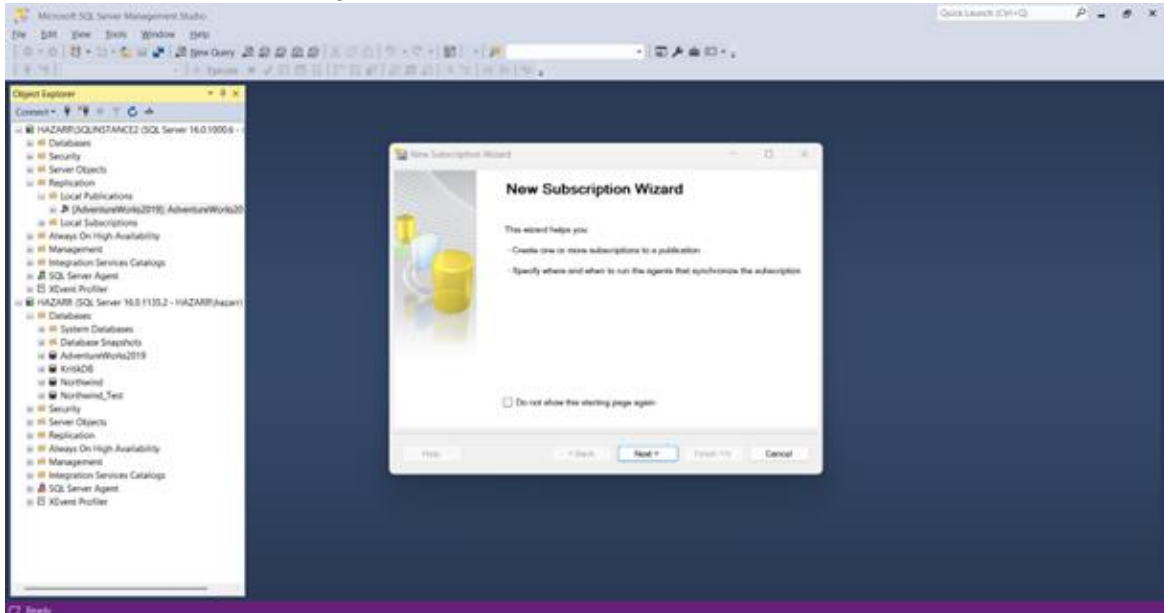 Microsoft SQL Server Management Studio
Quick Launch (Ctrl+Q)
File Edit View Tools Window Help
New Query
Execute
Object Explorer
Connect
HAZARR\SQLINSTANCE2 (SQL Server 16.0.1000.6 -
Databases
Security
Server Objects
Replication
Local Publications
[AdventureWorks2019]: AdventureWorks20
Local Subscriptions
Always On High Availability
Management
Integration Services Catalogs
SQL Server Agent
XEvent Profiler
HAZARR (SQL Server 16.0.1135.2 - HAZARR\hazarr)
Databases
System Databases
Database Snapshots
AdventureWorks2019
KritikDB
Northwind
Northwind_Test
Security
Server Objects
Replication
Always On High Availability
Management
Integration Services Catalogs
SQL Server Agent
XEvent Profiler
New Subscription Wizard
New Subscription Wizard
This wizard helps you:
- Create one or more subscriptions to a publication
- Specify where and when to run the agents that synchronize the subscription
Do not show this starting page again
Help < Back Next > Finish >>| Cancel
Ready